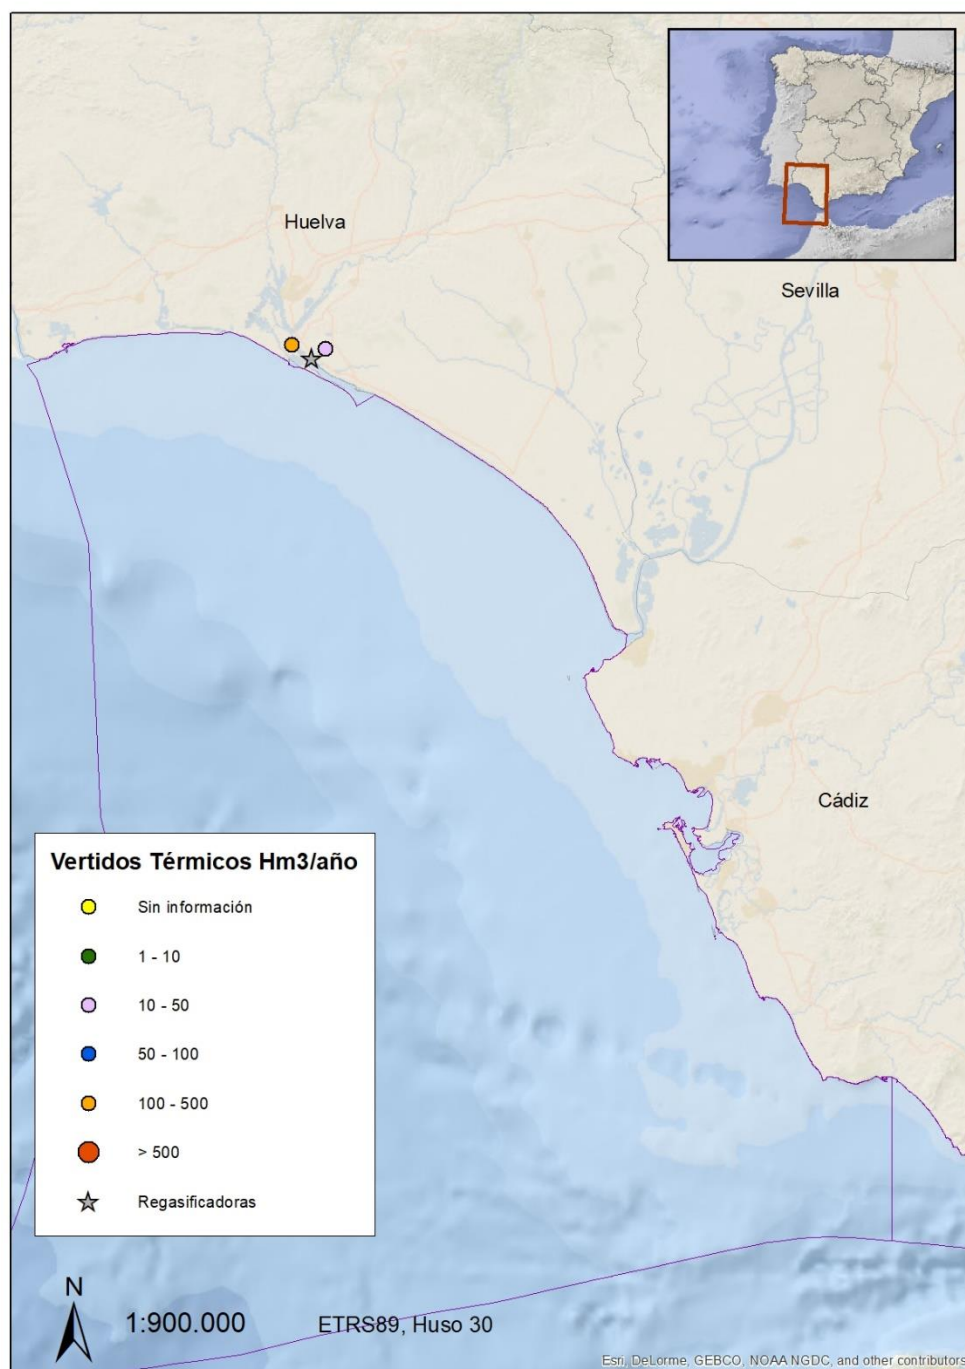 Huelva
Sevilla
Cádiz
Vertidos Térmicos Hm3/año
Sin información
1 - 10
10 - 50
50 - 100
100 - 500
> 500
Regasificadoras
N
1:900.000
ETRS89, Huso 30
Esri, DeLorme, GEBCO, NOAA NGDC, and other contributors